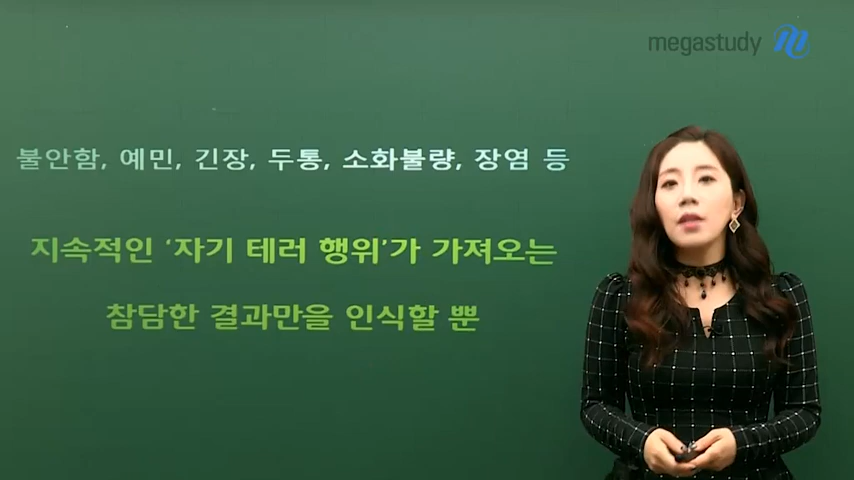 megastudy
불안함, 예민, 긴장, 두통, 소화불량, 장염 등
지속적인 ‘자기 테러 행위’가 가져오는
참담한 결과만을 인식할 뿐